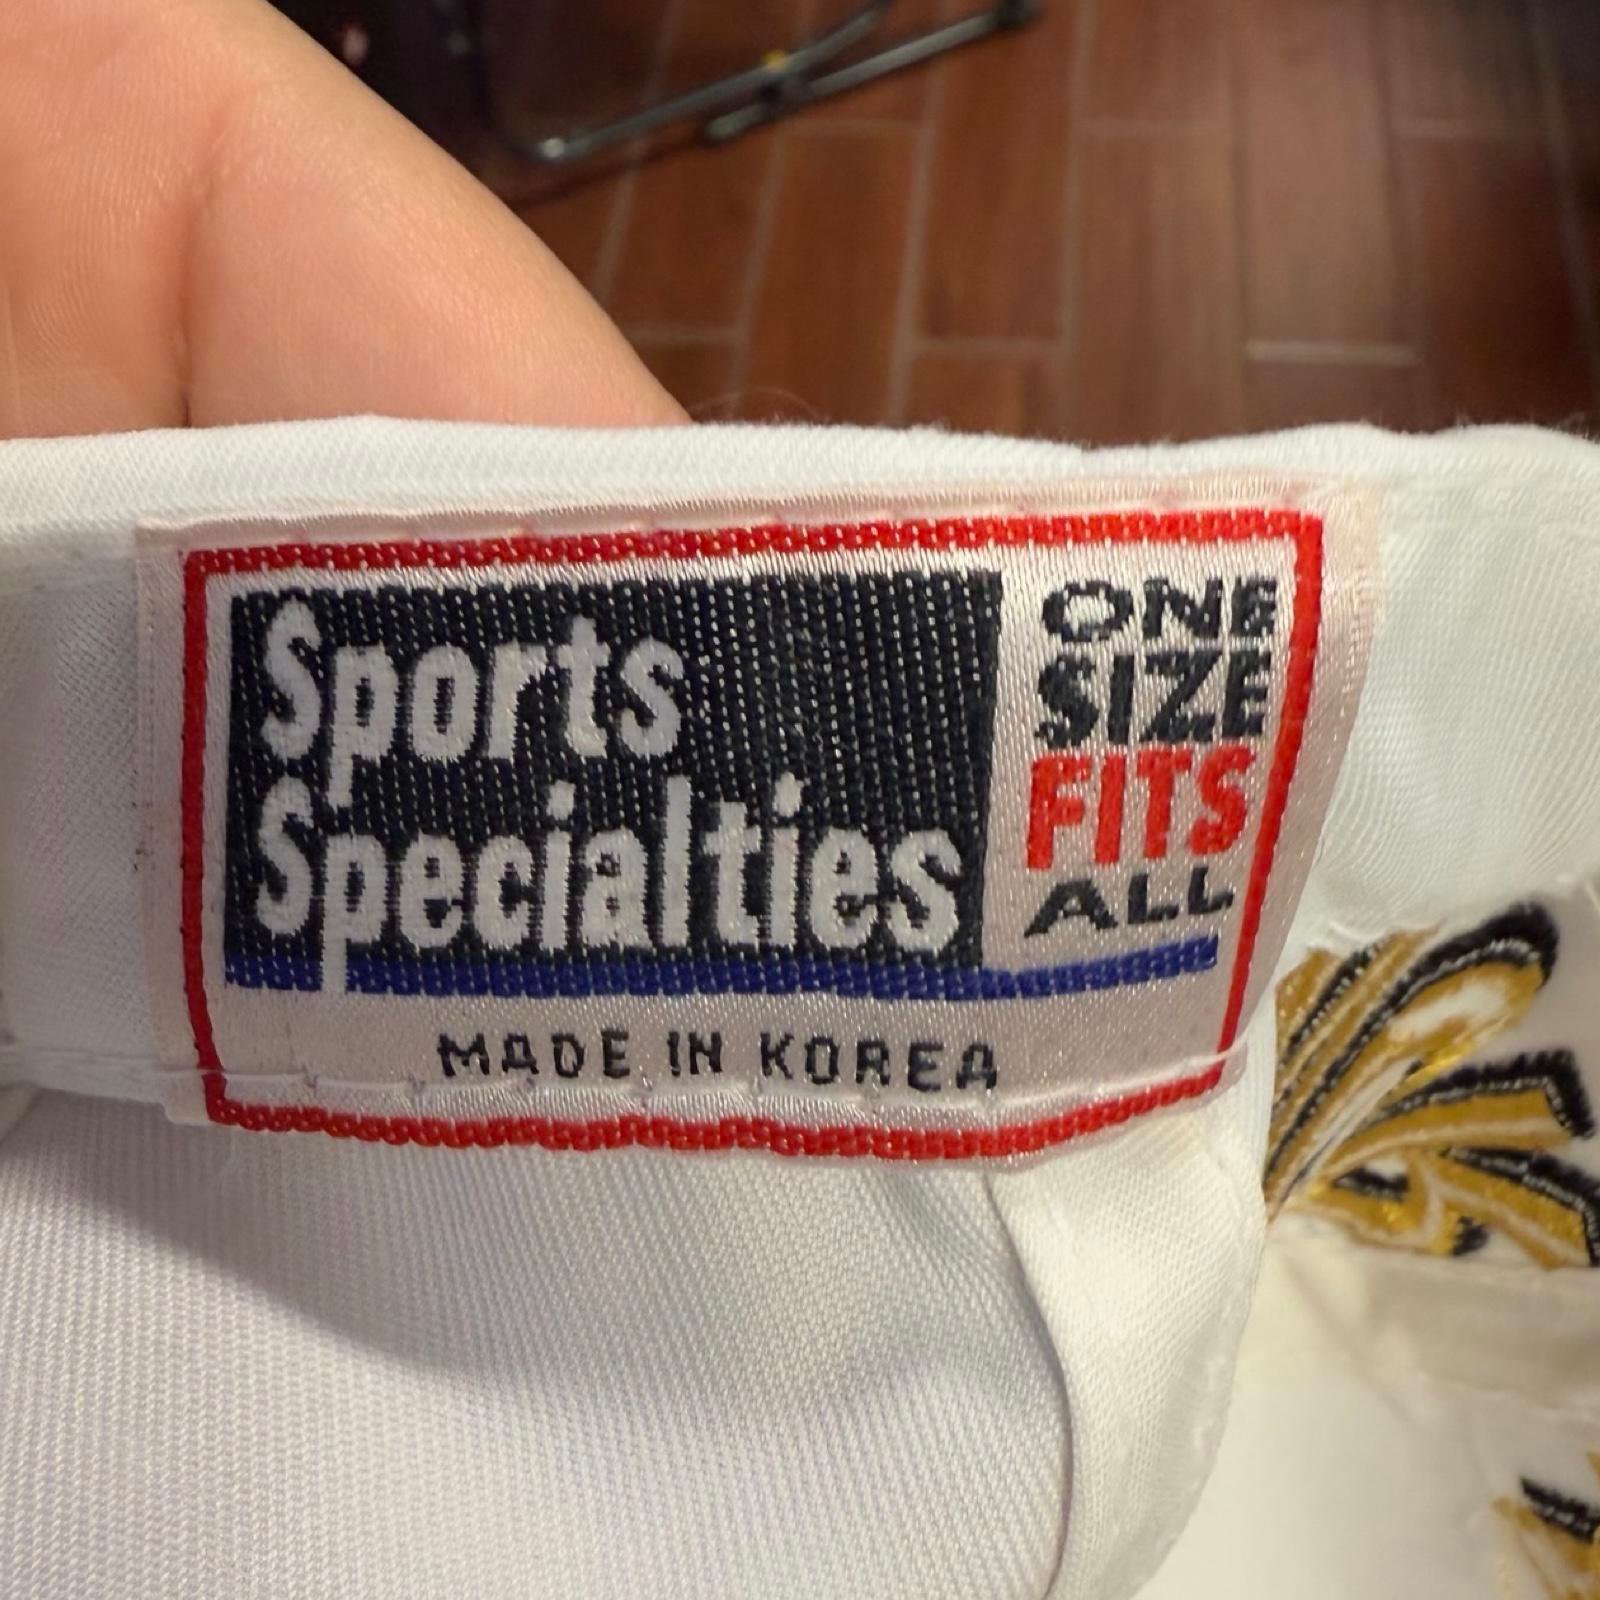 Sports
Specialties
ONE
SIZE
FITS
ALL
MADE IN KOREA